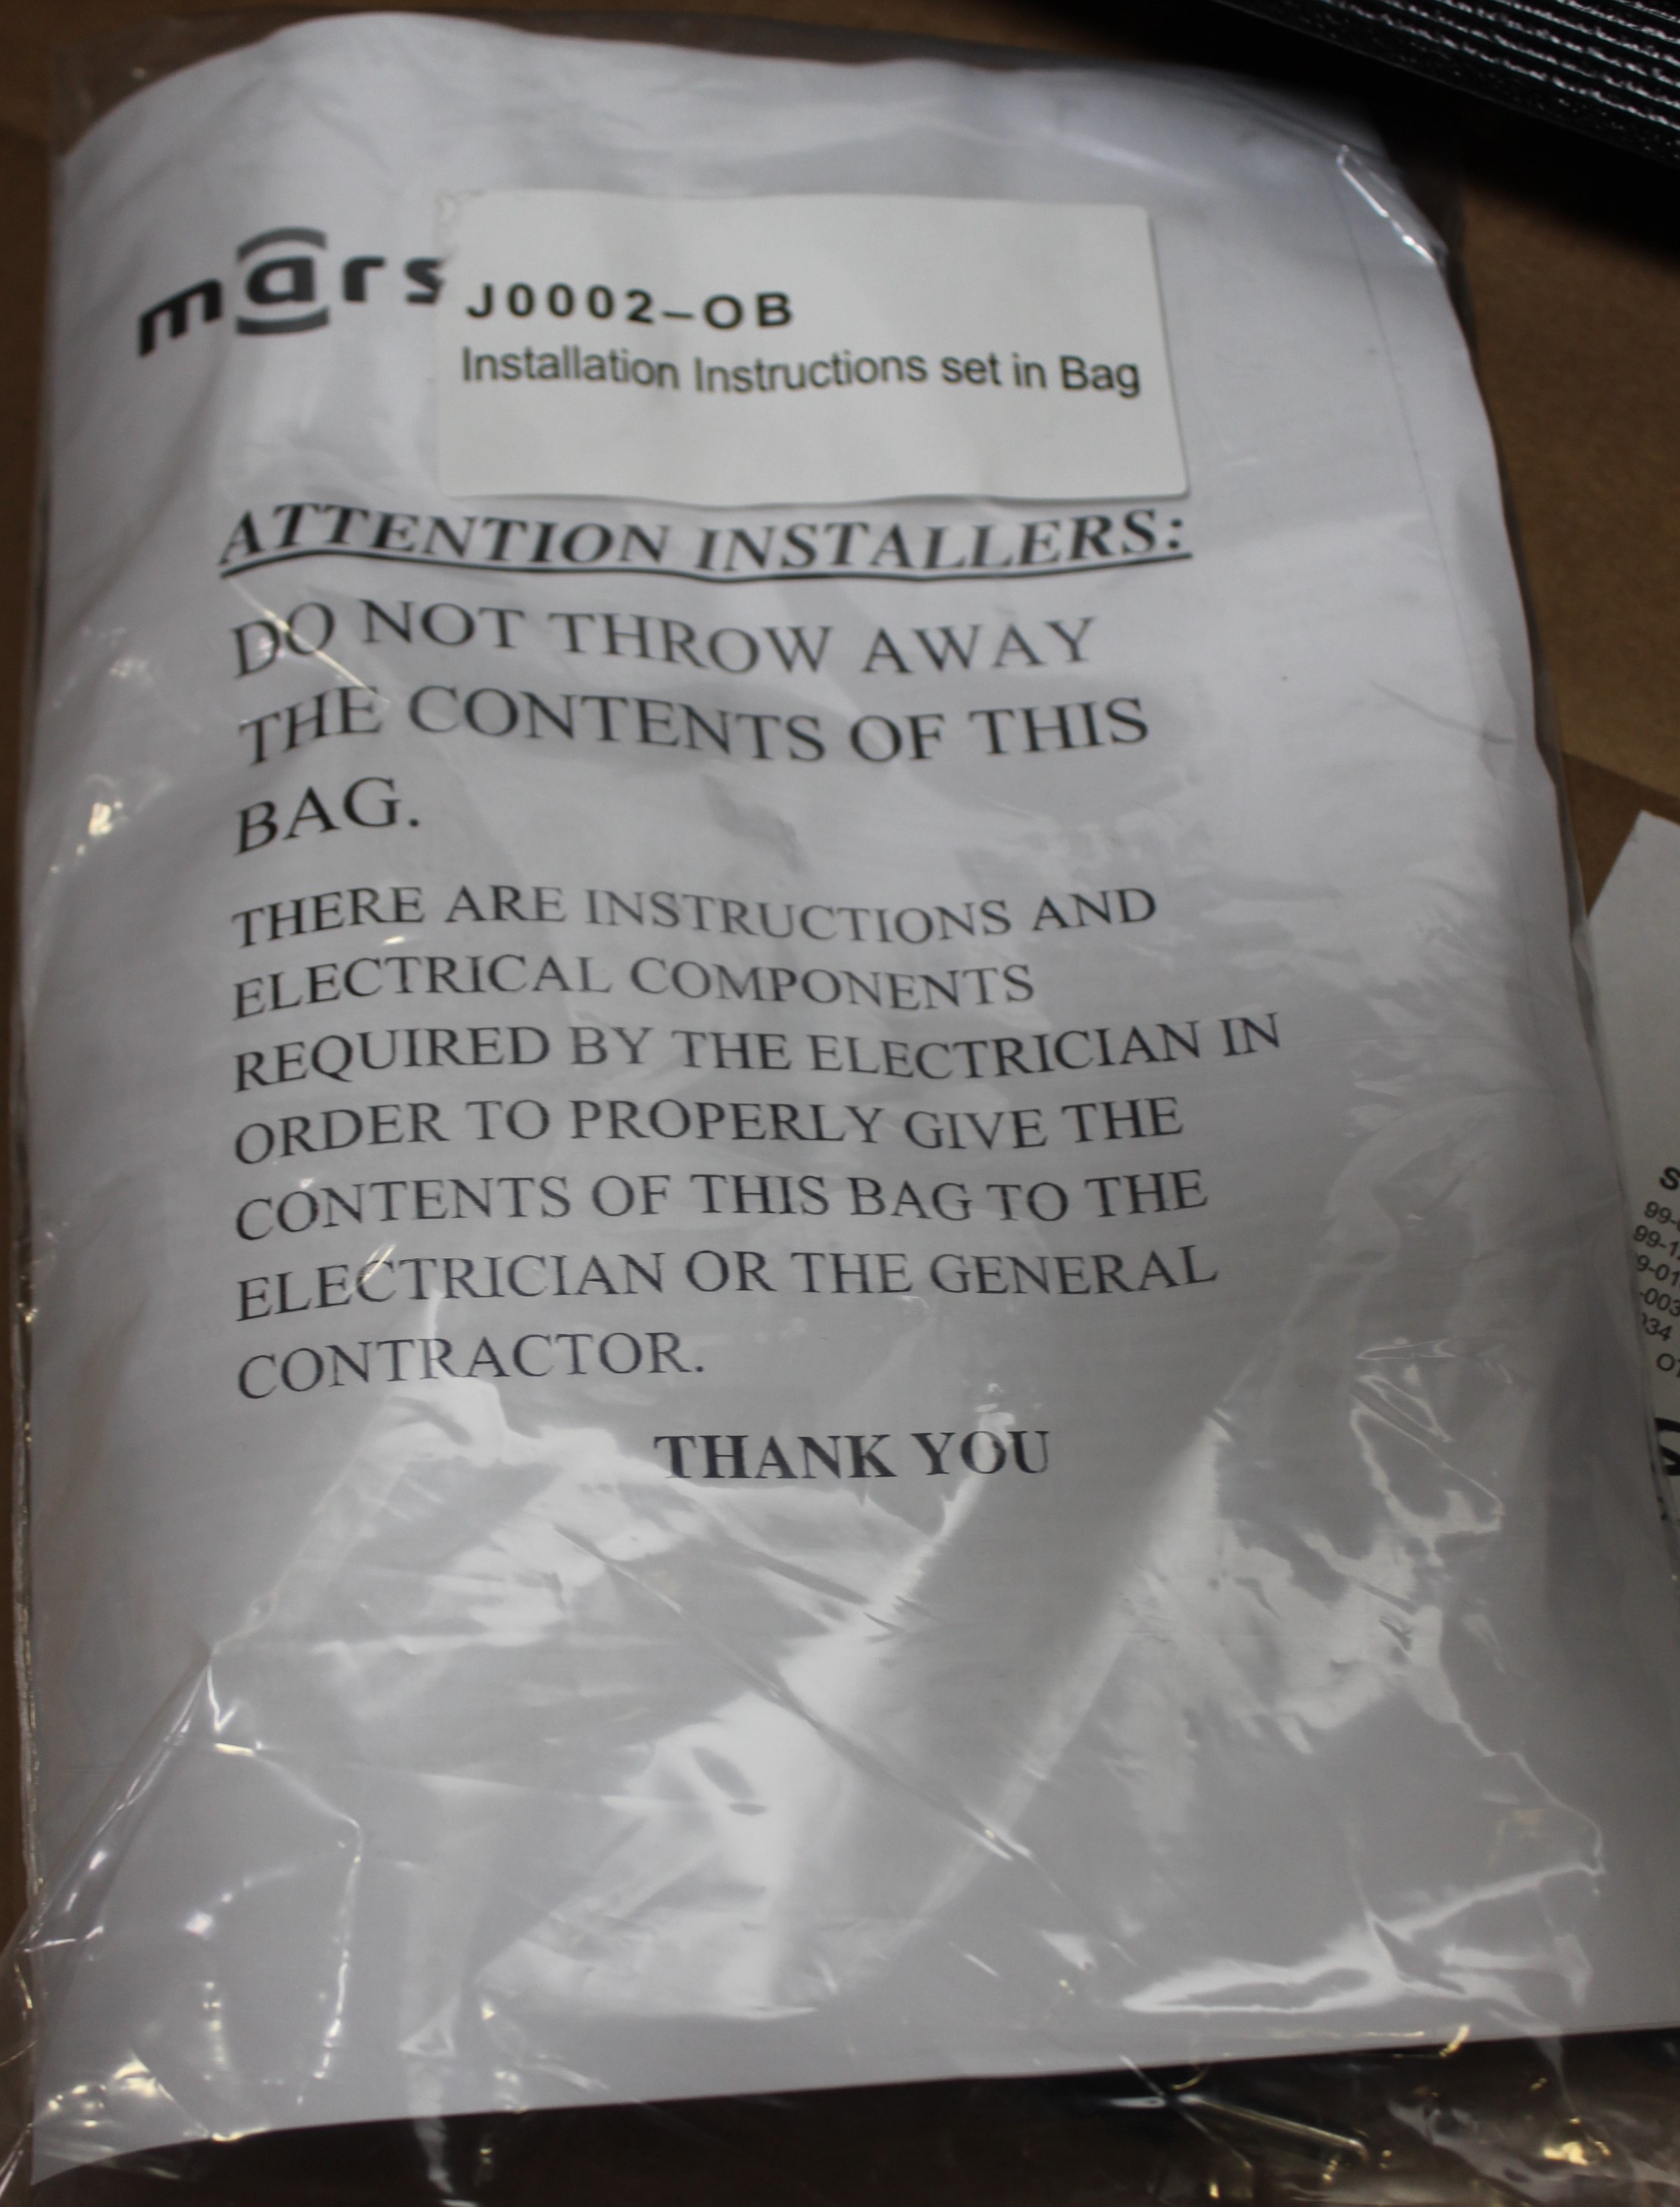 mars
J0002-OB
Installation Instructions set in Bag
ATTENTION INSTALLERS:
DO NOT THROW AWAY
THE CONTENTS OF THIS
BAG.
THERE ARE INSTRUCTIONS AND
ELECTRICAL COMPONENTS
REQUIRED BY THE ELECTRICIAN IN
ORDER TO PROPERLY GIVE THE
CONTENTS OF THIS BAG TO THE
ELECTRICIAN OR THE GENERAL
CONTRACTOR.
THANK YOU